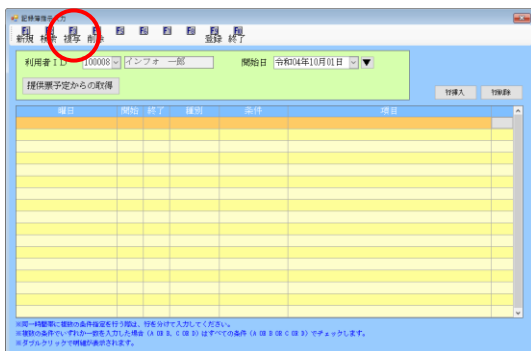 記録業務予定入力
新規 検索 複写 削除 登録 終了
利用者ID 100008 インフォ 一郎 開始日 令和04年10月01日 ▼
提供票予定からの取得
行挿入 行削除
曜日 開始 終了 種別 条件 項目
※同一時間帯に複数の条件指定を行う際は、行を分けて入力してください。
※複数の条件でいずれか一致を入力した場合（A OR B、C OR D）はすべての条件（A OR B OR C OR D）でチェックします。
※ダブルクリックで明細が表示されます。